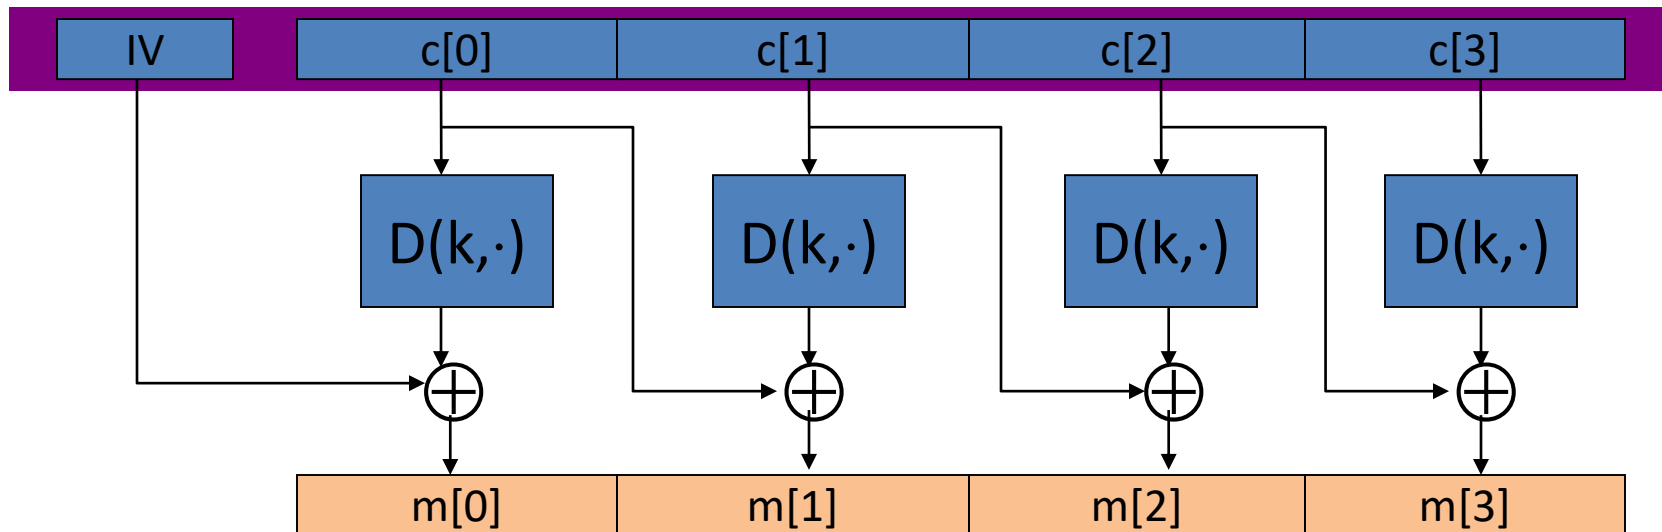 IV c[0] c[1] c[2] c[3]
D(k,·) D(k,·) D(k,·) D(k,·)
m[0] m[1] m[2] m[3]